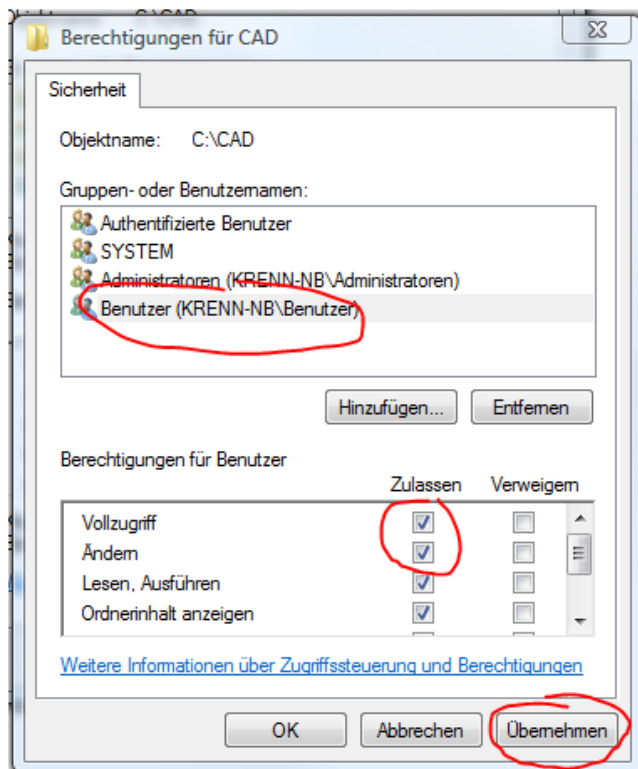 Berechtigungen für CAD
Sicherheit
Objektname: C:\CAD
Gruppen- oder Benutzernamen:
Authentifizierte Benutzer
SYSTEM
Administratoren (KRENN-NB\Administratoren)
Benutzer (KRENN-NB\Benutzer)
Hinzufügen... Entfernen
Berechtigungen für Benutzer
Zulassen Verweigern
Vollzugriff
Ändern
Lesen, Ausführen
Ordnerinhalt anzeigen
Weitere Informationen über Zugriffssteuerung und Berechtigungen
OK Abbrechen Übernehmen